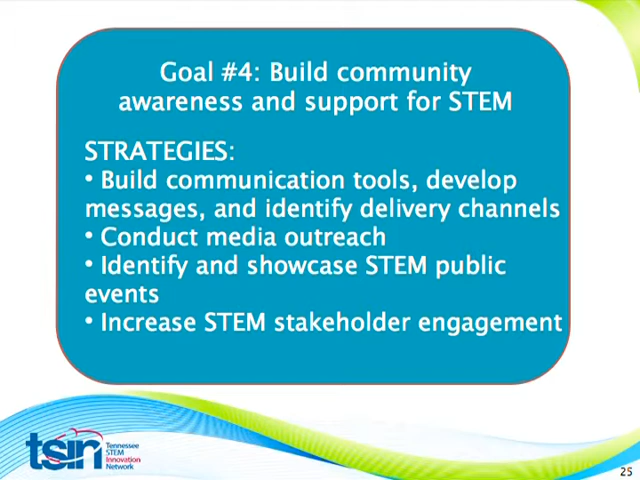 Goal #4: Build community
awareness and support for STEM
STRATEGIES:
• Build communication tools, develop
messages, and identify delivery channels
• Conduct media outreach
• Identify and showcase STEM public
events
• Increase STEM stakeholder engagement
tsin
Tennessee
STEM
Innovation
Network
25